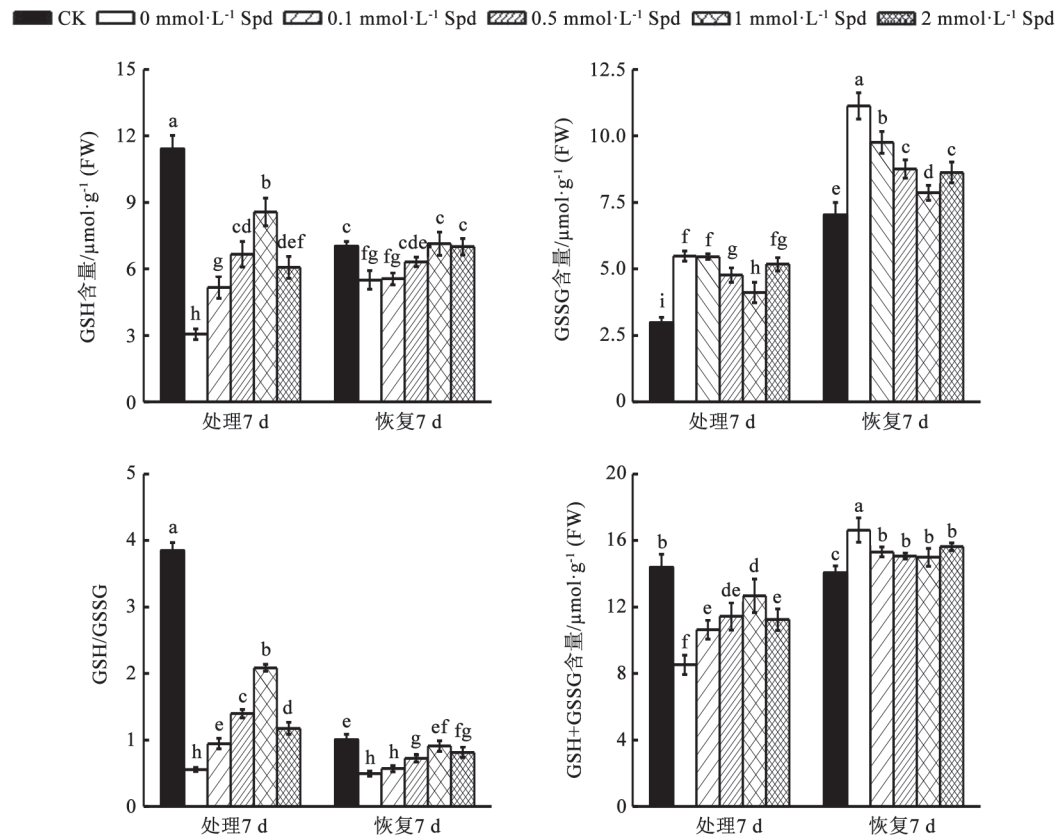 CK 0 mmol·L⁻¹ Spd 0.1 mmol·L⁻¹ Spd 0.5 mmol·L⁻¹ Spd 1 mmol·L⁻¹ Spd 2 mmol·L⁻¹ Spd
GSH含量/μmol·g⁻¹ (FW)
15
12
9
6
3
0
a
h
g
cd
b
def
c
fg
fg
cde
c
c
处理7 d 恢复7 d
GSSG含量/μmol·g⁻¹ (FW)
12.5
10.0
7.5
5.0
2.5
0
i
f
f
g
h
fg
e
a
b
c
d
c
处理7 d 恢复7 d
GSH/GSSG
5
4
3
2
1
0
a
h
e
c
b
d
e
h
h
g
ef
fg
处理7 d 恢复7 d
GSH+GSSG含量/μmol·g⁻¹ (FW)
20
16
12
8
4
0
b
f
e
de
d
e
c
a
b
b
b
b
处理7 d 恢复7 d